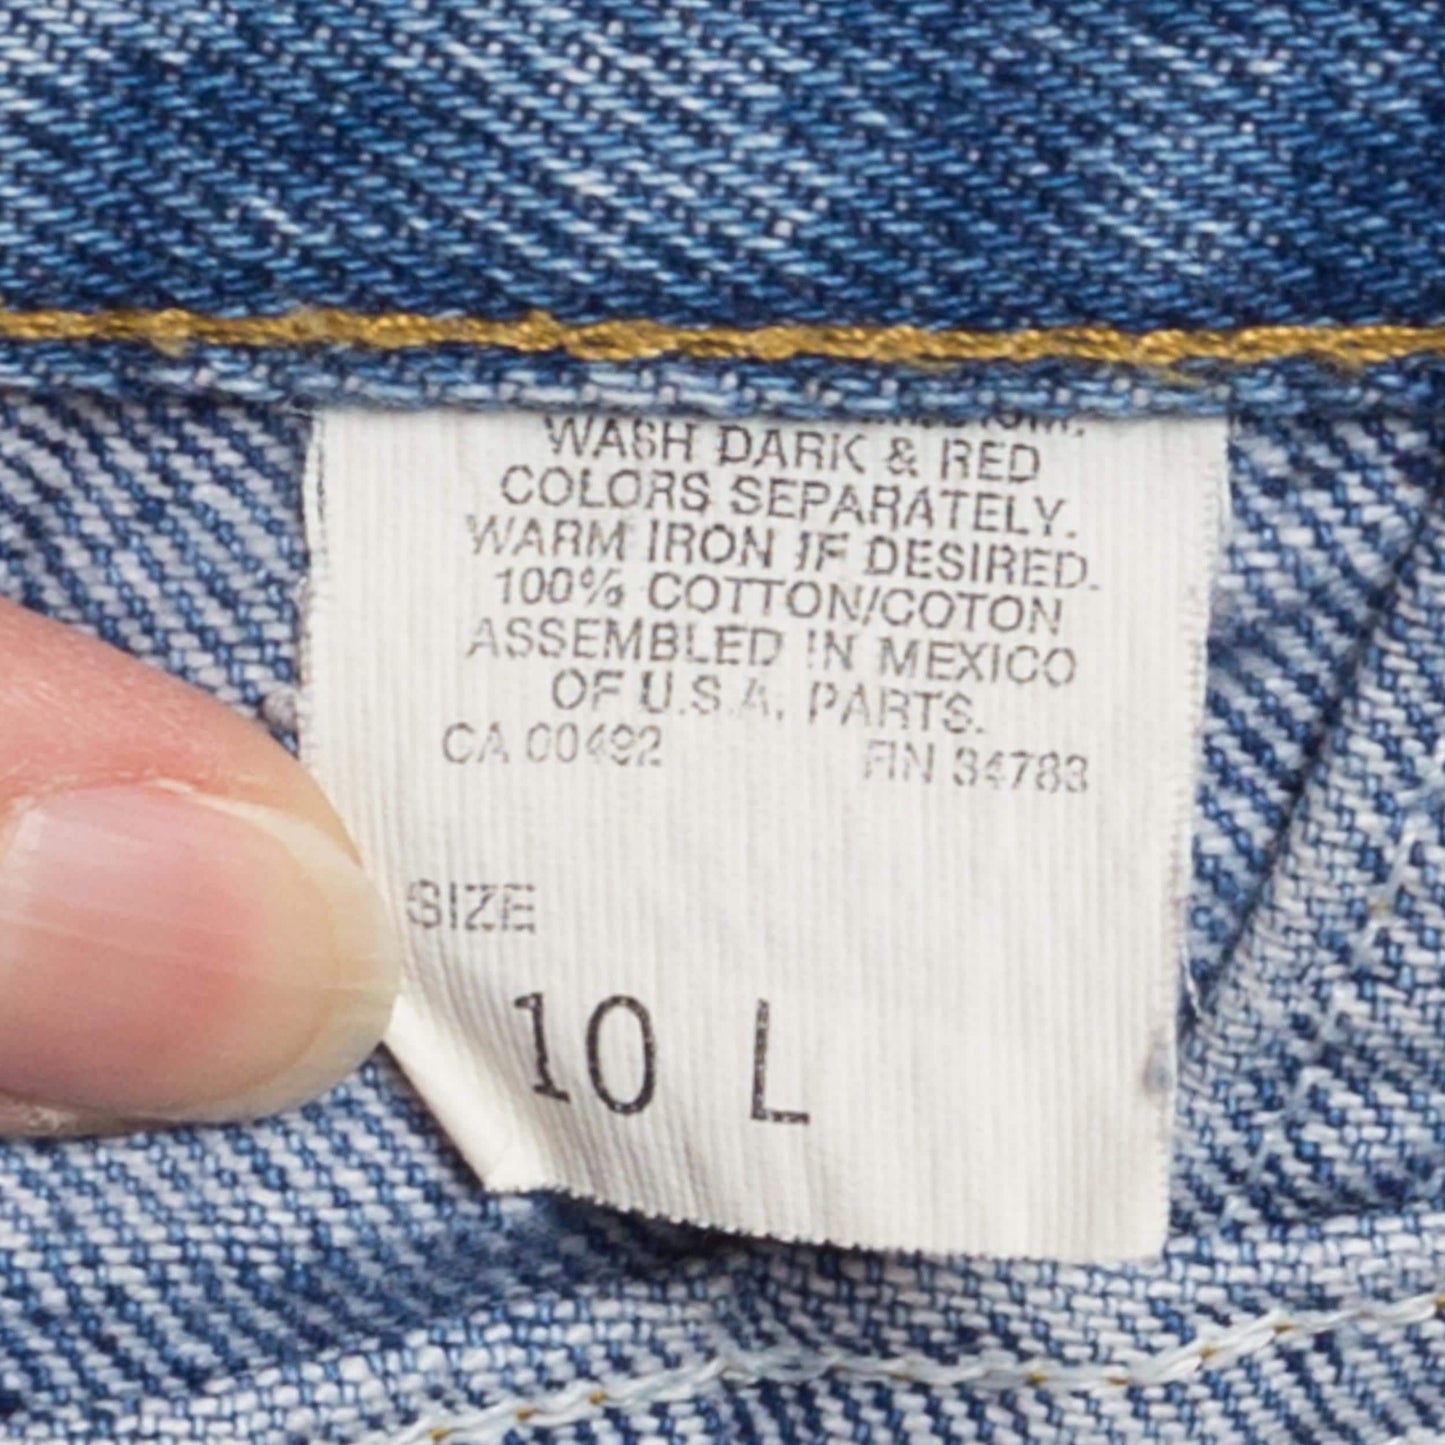 WASH DARK & RED
COLORS SEPARATELY.
WARM IRON IF DESIRED.
100% COTTON/COTON
ASSEMBLED IN MEXICO
OF U.S.A. PARTS.
CA 00492 FIN 34783
SIZE
10 L